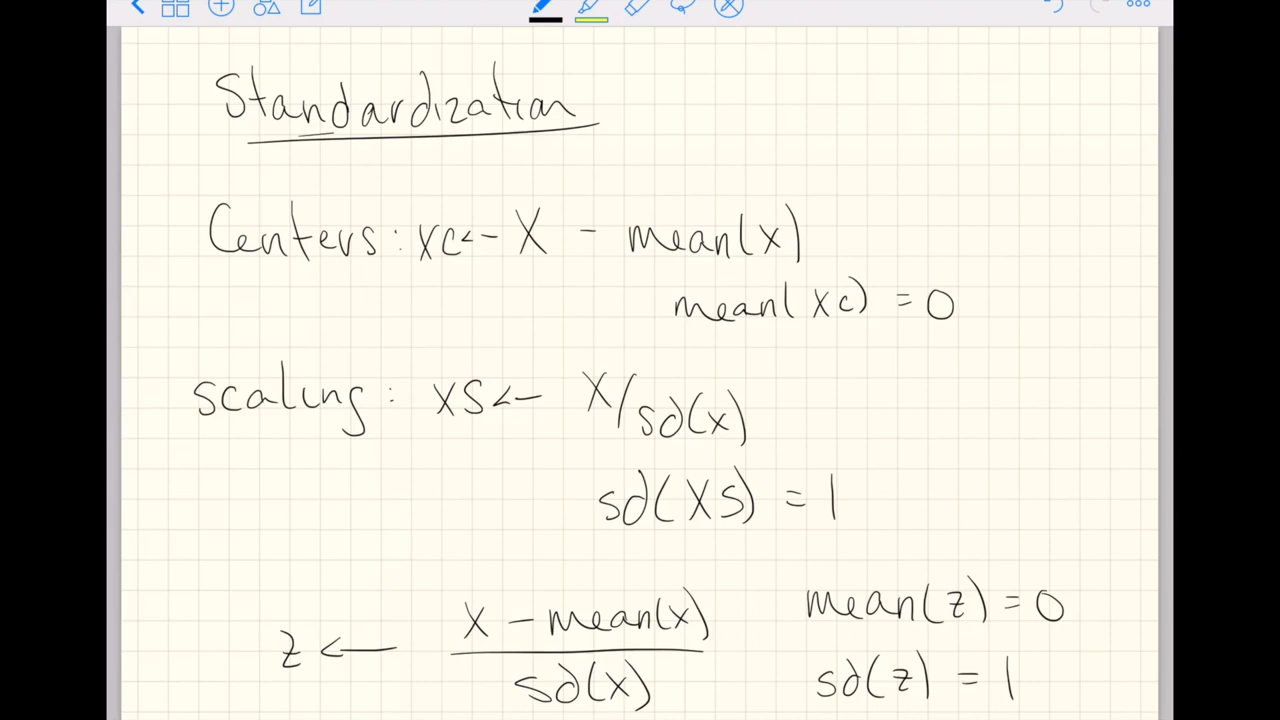 Standardization
Centers: xc <- X - mean(x)
mean(xc) = 0
scaling: xs <- X/sd(x)
sd(xs) = 1
z <- X - mean(x) / sd(x)
mean(z) = 0
sd(z) = 1